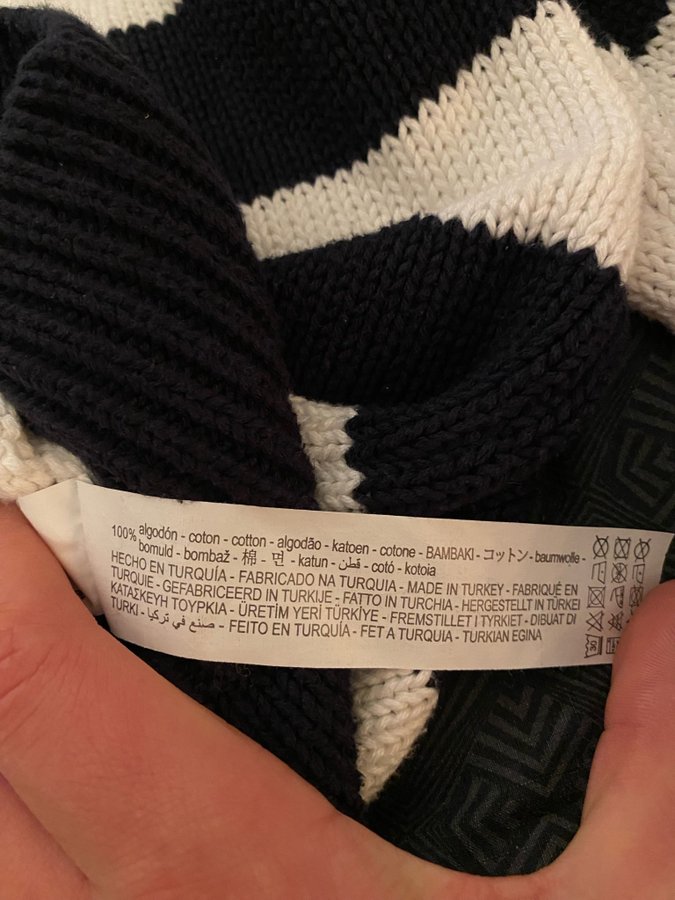 100% algodón - coton - cotton - algodão - katoen - cotone - BAMBAKI - コットン - baumwolle -
bomuld - bombaž - 棉 - 면 - katun - قطن - cotó - kotoia
HECHO EN TURQUÍA - FABRICADO NA TURQUIA - MADE IN TURKEY - FABRIQUÉ EN
TURQUIE - GEFABRICEERD IN TURKIJE - FATTO IN TURCHIA - HERGESTELLT IN TÜRKEI
ΚΑΤΑΣΚΕΥΗ ΤΟΥΡΚΙΑ - ÜRETİM YERİ TÜRKİYE - FREMSTILLET I TYRKIET - DIBUAT DI
TURKI - صنع في تركيا - FEITO EN TURQUÍA - FET A TURQUIA - TURKIAN EGINA